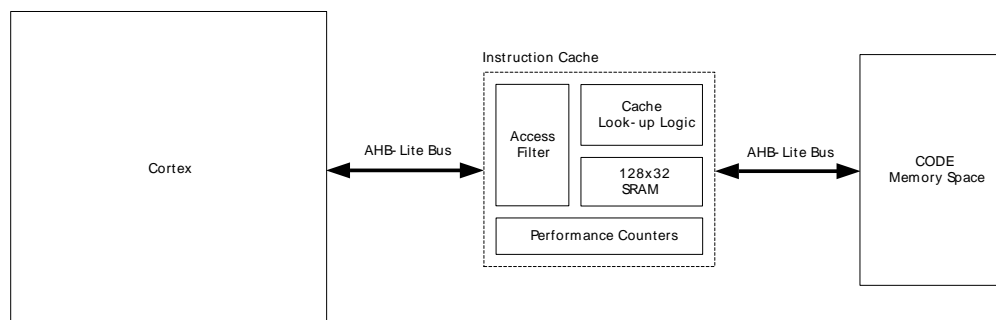 Instruction Cache
Cache
Look-up Logic
Access
Filter
AHB-Lite Bus
AHB-Lite Bus
Cortex
128x32
SRAM
CODE
Memory Space
Performance Counters